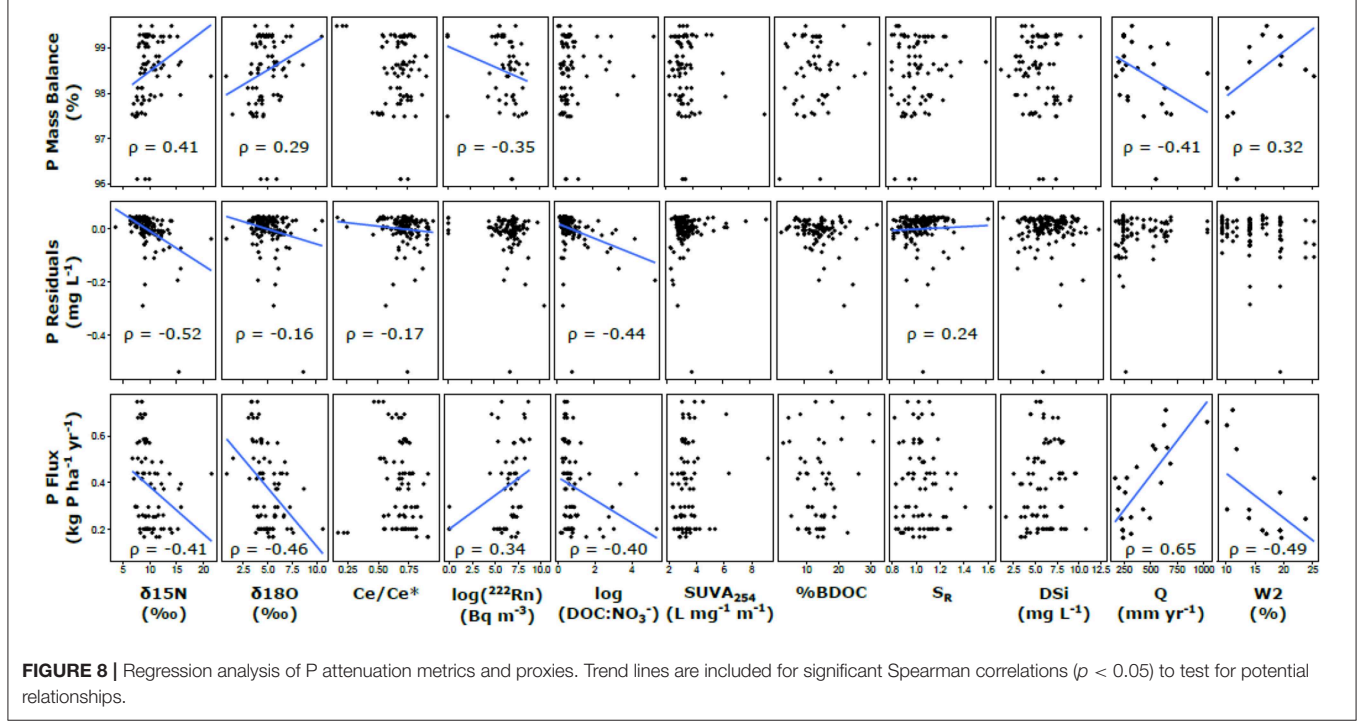 P Mass Balance
(%)
99
98
97
96
ρ = 0.41
ρ = 0.29
ρ = -0.35
ρ = -0.41
ρ = 0.32
P Residuals
(mg L⁻¹)
0.0
-0.2
-0.4
ρ = -0.52
ρ = -0.16
ρ = -0.17
ρ = -0.44
ρ = 0.24
P Flux
(kg P ha⁻¹ yr⁻¹)
0.6
0.4
0.2
ρ = -0.41
ρ = -0.46
ρ = 0.34
ρ = -0.40
ρ = 0.65
ρ = -0.49
5 10 15 20 2.5 5.0 7.5 10.0 0.25 0.50 0.75 0.0 2.5 5.0 7.5 10.0 0 2 4 2 4 6 8 0 10 20 30 0.8 1.0 1.2 1.4 1.6 2.5 5.0 7.5 10.0 12.5 250 500 750 1000 10 15 20 25
δ15N δ18O Ce/Ce* log(²²²Rn) log SUVA₂₅₄ %BDOC S_R DSi Q W2
(‰) (‰) (Bq m⁻³) (DOC:NO₃⁻) (L mg⁻¹ m⁻¹) (mg L⁻¹) (mm yr⁻¹) (%)
FIGURE 8 | Regression analysis of P attenuation metrics and proxies. Trend lines are included for significant Spearman correlations (p < 0.05) to test for potential
relationships.